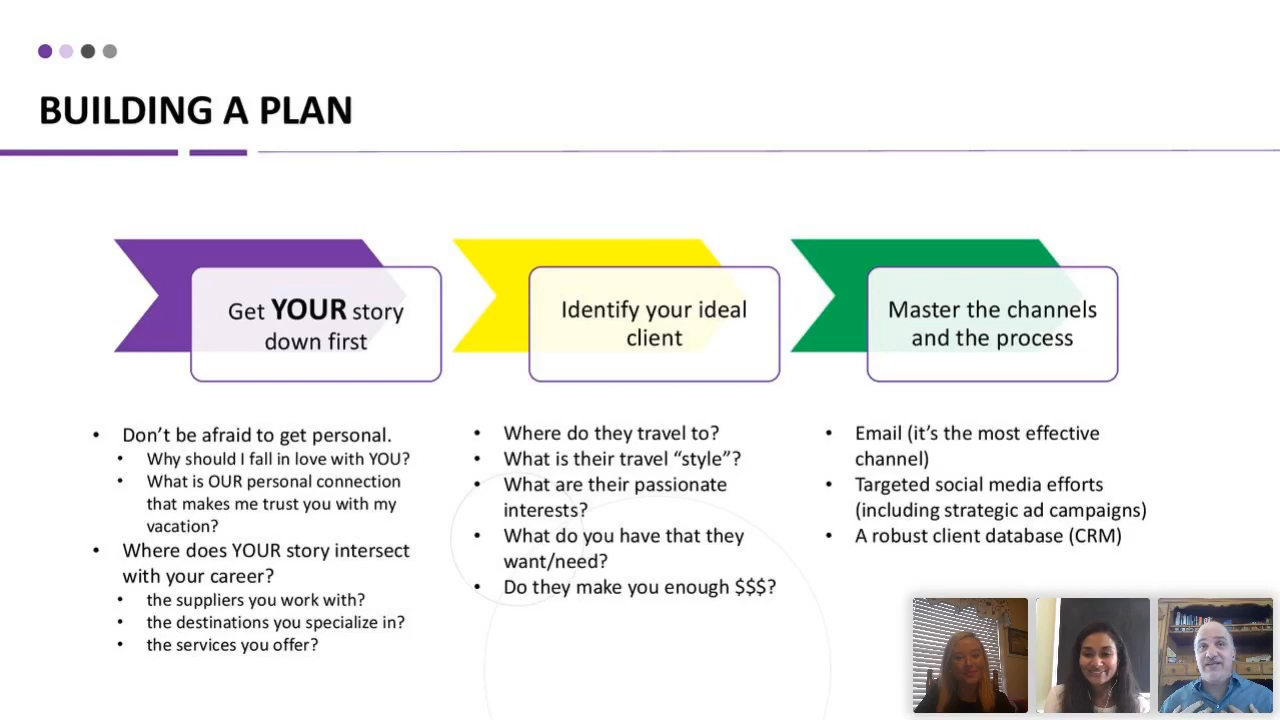 BUILDING A PLAN
Get YOUR story
down first
Identify your ideal
client
Master the channels
and the process
• Don’t be afraid to get personal.
• Why should I fall in love with YOU?
• What is OUR personal connection
that makes me trust you with my
vacation?
• Where does YOUR story intersect
with your career?
• the suppliers you work with?
• the destinations you specialize in?
• the services you offer?
• Where do they travel to?
• What is their travel “style”?
• What are their passionate
interests?
• What do you have that they
want/need?
• Do they make you enough $$$?
• Email (it’s the most effective
channel)
• Targeted social media efforts
(including strategic ad campaigns)
• A robust client database (CRM)